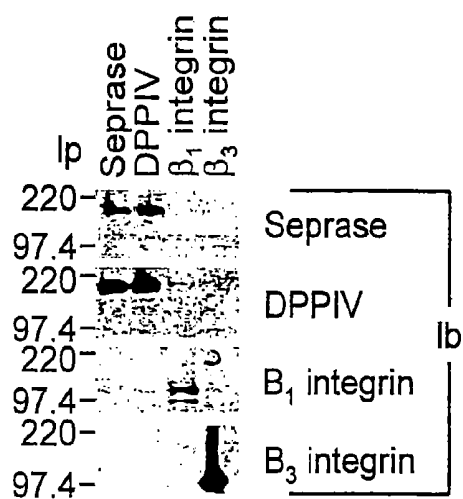 Ip Seprase DPPIV β₁ integrin β₃ integrin
220
97.4
Seprase
220
97.4
DPPIV
220
97.4
B₁ integrin
220
97.4
B₃ integrin
Ib